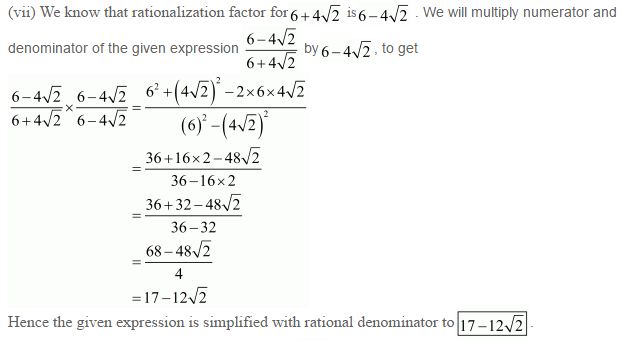 (vii) We know that rationalization factor for 6+4√2 is 6−4√2 . We will multiply numerator and
denominator of the given expression (6−4√2)/(6+4√2) by 6−4√2 , to get
(6−4√2)/(6+4√2) × (6−4√2)/(6−4√2) = (6²+(4√2)²−2×6×4√2)/((6)²−(4√2)²)
= (36+16×2−48√2)/(36−16×2)
= (36+32−48√2)/(36−32)
= (68−48√2)/4
=17−12√2
Hence the given expression is simplified with rational denominator to 17−12√2 .